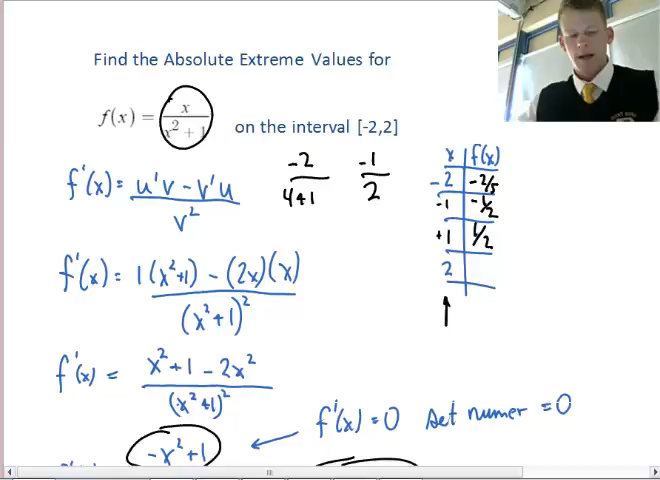 Find the Absolute Extreme Values for
f(x) = x / (x² + 1) on the interval [-2,2]
-2 / 4+1   -1 / 2
x | f(x)
-2 | -2/5
-1 | -1/2
+1 | 1/2
2 |
f'(x) = u'v - v'u / v²
f'(x) = 1(x²+1) - (2x)(x) / (x²+1)²
f'(x) = x²+1 - 2x² / (x²+1)²
f'(x) = 0 set numer = 0
-x²+1